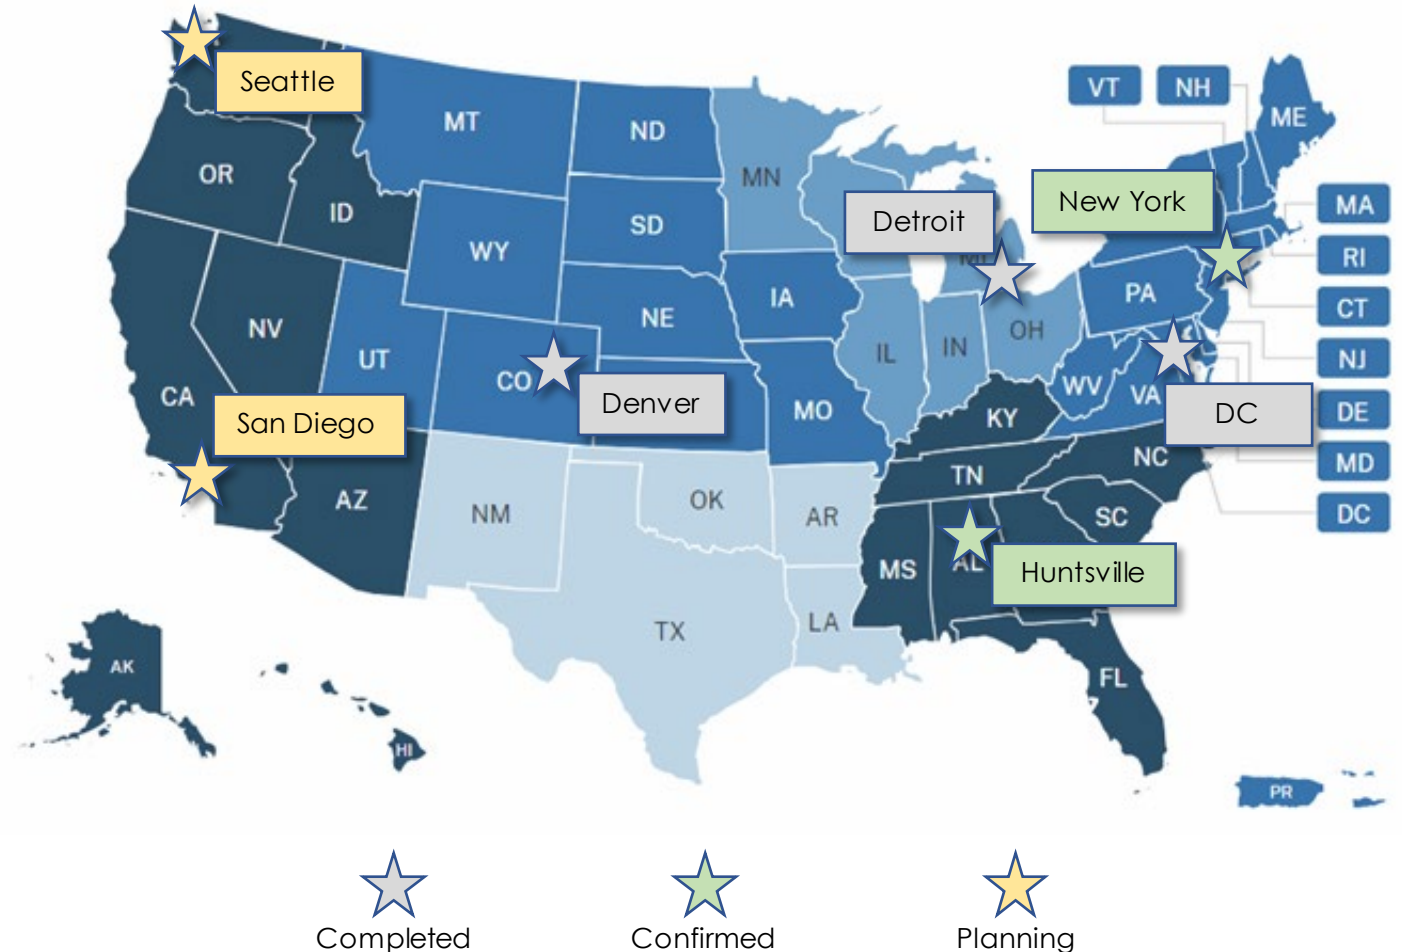 Seattle
VT
NH
ME
MT
ND
MN
OR
ID
SD
WY
Detroit
New York
MA
RI
MI
CT
PA
IA
NE
NV
UT
CO
IL
IN
OH
NJ
WV
VA
DE
CA
San Diego
Denver
MO
KY
DC
MD
NC
TN
AZ
NM
OK
AR
SC
DC
MS
AL
Huntsville
TX
LA
FL
AK
HI
PR
Completed
Confirmed
Planning